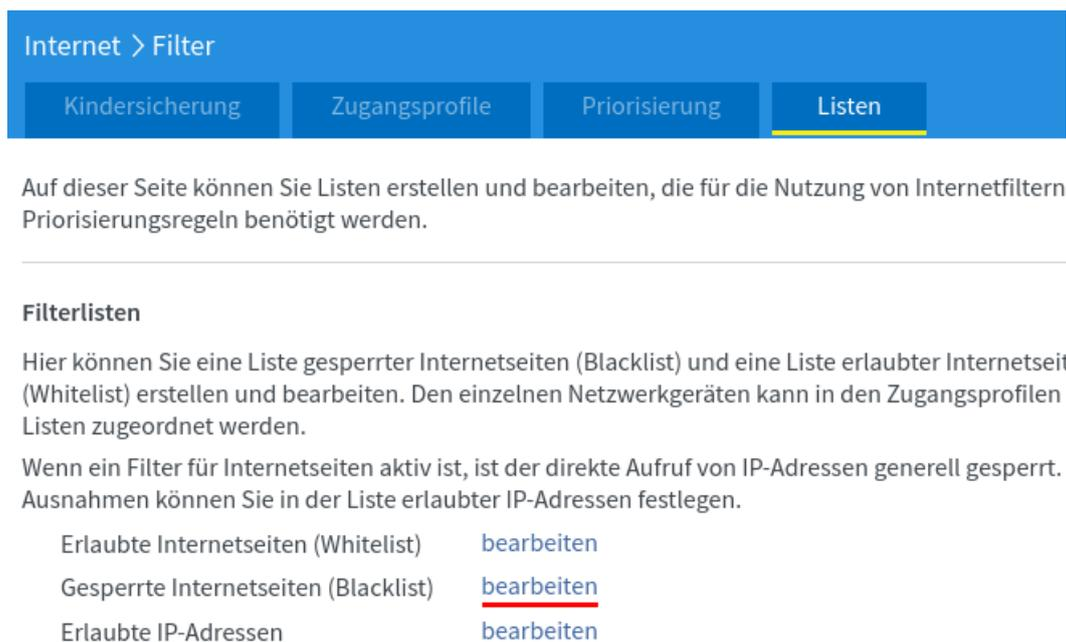 Internet > Filter
Kindersicherung Zugangsprofile Priorisierung Listen
Auf dieser Seite können Sie Listen erstellen und bearbeiten, die für die Nutzung von Internetfiltern
Priorisierungsregeln benötigt werden.
Filterlisten
Hier können Sie eine Liste gesperrter Internetseiten (Blacklist) und eine Liste erlaubter Internetseit
(Whitelist) erstellen und bearbeiten. Den einzelnen Netzwerkgeräten kann in den Zugangsprofilen
Listen zugeordnet werden.
Wenn ein Filter für Internetseiten aktiv ist, ist der direkte Aufruf von IP-Adressen generell gesperrt.
Ausnahmen können Sie in der Liste erlaubter IP-Adressen festlegen.
Erlaubte Internetseiten (Whitelist) bearbeiten
Gesperrte Internetseiten (Blacklist) bearbeiten
Erlaubte IP-Adressen bearbeiten